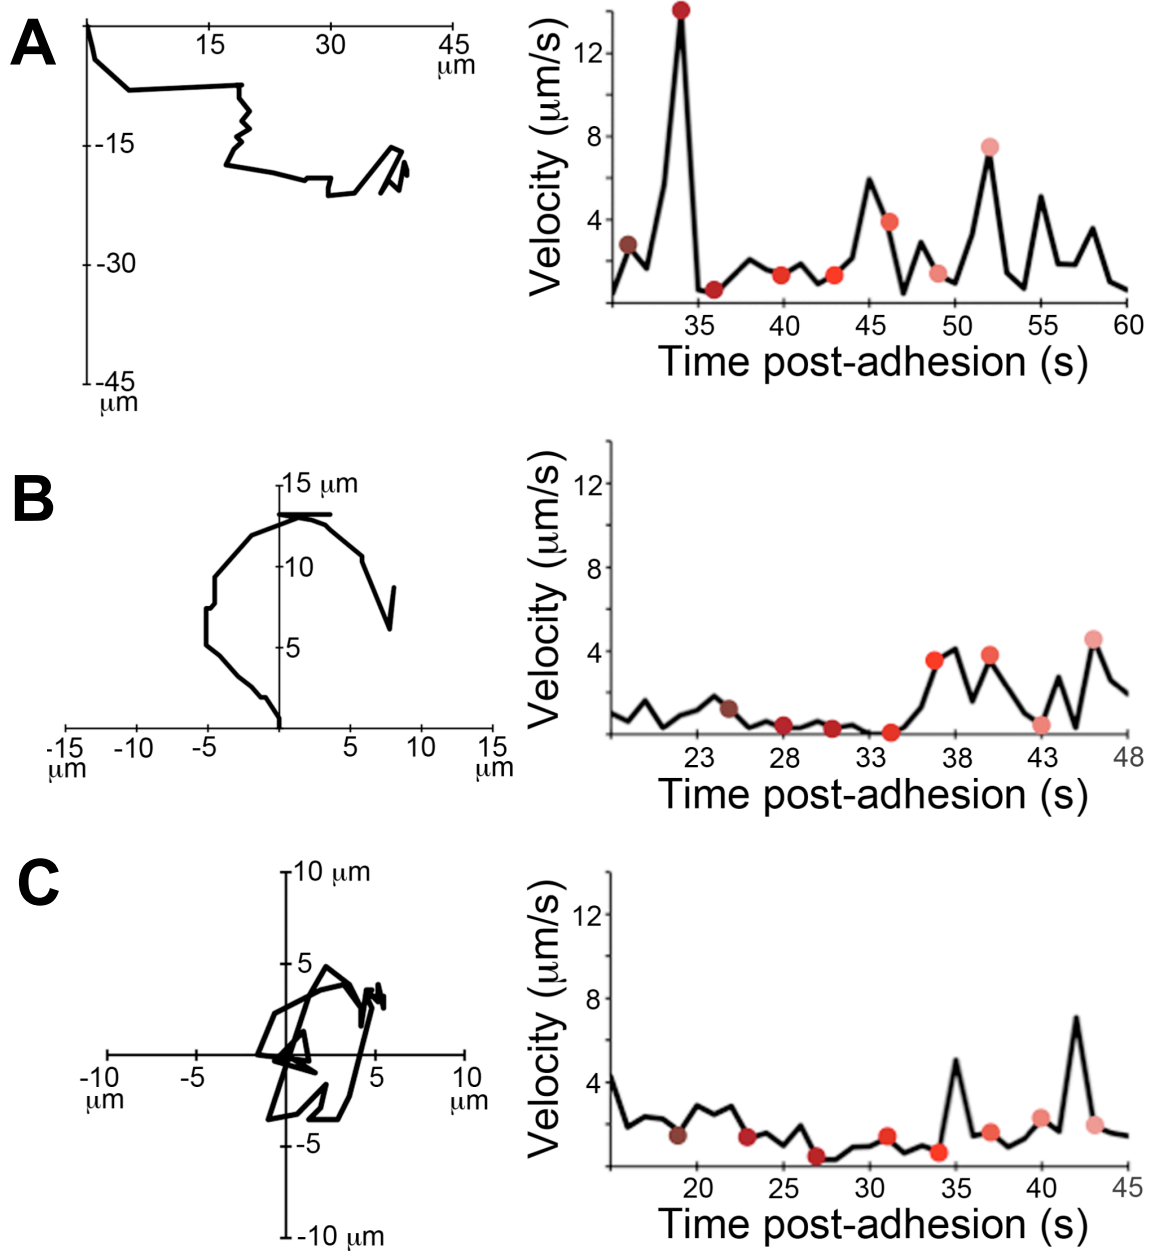 A
15 30 45
μm
-15
-30
-45
μm
Velocity (μm/s)
12
8
4
35 40 45 50 55 60
Time post-adhesion (s)
B
15 μm
10
5
-15 -10 -5 5 10 15
μm μm
Velocity (μm/s)
12
8
4
23 28 33 38 43 48
Time post-adhesion (s)
C
10 μm
5
-10 -5 5 10
μm μm
-5
-10 μm
Velocity (μm/s)
12
8
4
20 25 30 35 40 45
Time post-adhesion (s)